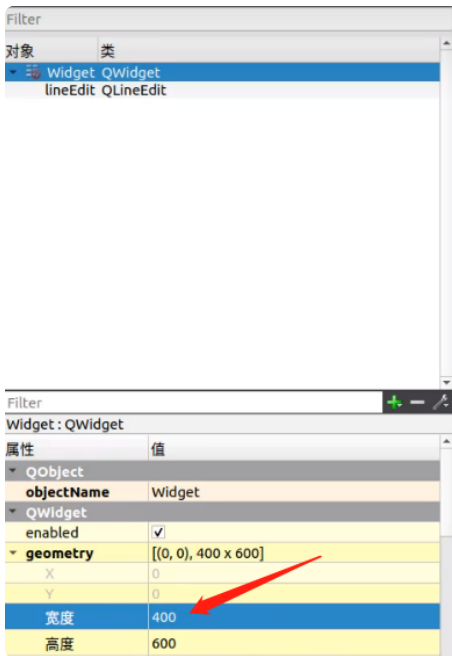 Filter
对象 类
Widget QWidget
lineEdit QLineEdit
Filter
Widget : QWidget
属性 值
QObject
objectName Widget
QWidget
enabled
geometry [(0, 0), 400 x 600]
X 0
Y 0
宽度 400
高度 600